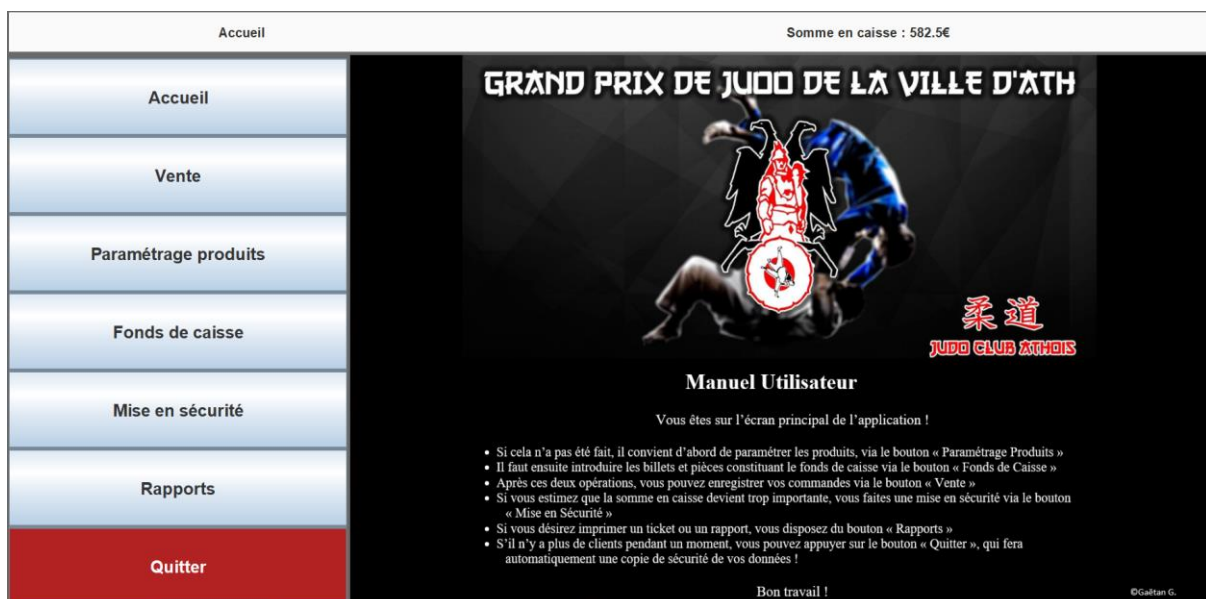 Accueil
Somme en caisse : 582.5€
Accueil
Vente
Paramétrage produits
Fonds de caisse
Mise en sécurité
Rapports
Quitter
GRAND PRIX DE JUDO DE LA VILLE D'ATH
柔道
JUDO CLUB ATHOIS
Manuel Utilisateur
Vous êtes sur l’écran principal de l’application !
• Si cela n’a pas été fait, il convient d’abord de paramétrer les produits, via le bouton « Paramétrage Produits »
• Il faut ensuite introduire les billets et pièces constituant le fonds de caisse via le bouton « Fonds de Caisse »
• Après ces deux opérations, vous pouvez enregistrer vos commandes via le bouton « Vente »
• Si vous estimez que la somme en caisse devient trop importante, vous faites une mise en sécurité via le bouton
« Mise en Sécurité »
• Si vous désirez imprimer un ticket ou un rapport, vous disposez du bouton « Rapports »
• S’il n’y a plus de clients pendant un moment, vous pouvez appuyer sur le bouton « Quitter », qui fera
automatiquement une copie de sécurité de vos données !
Bon travail !
©Gaëtan G.